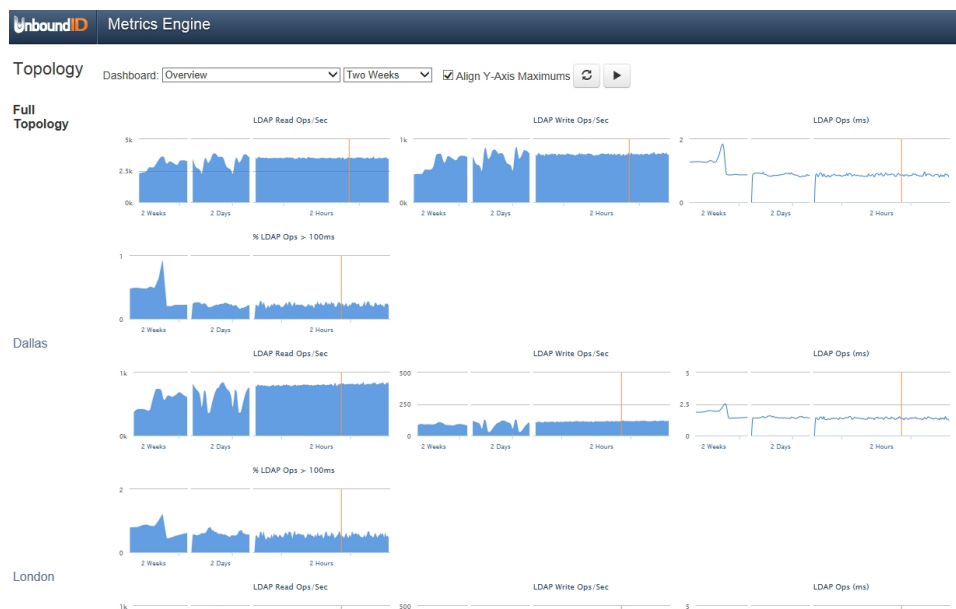 UnboundID Metrics Engine
Topology Dashboard: Overview Two Weeks Align Y-Axis Maximums
Full
Topology
LDAP Read Ops/Sec LDAP Write Ops/Sec LDAP Ops (ms)
5k 1k 2
2.5k
0k 0k 0
2 Weeks 2 Days 2 Hours 2 Weeks 2 Days 2 Hours 2 Weeks 2 Days 2 Hours
% LDAP Ops > 100ms
1
0
2 Weeks 2 Days 2 Hours
Dallas
LDAP Read Ops/Sec LDAP Write Ops/Sec LDAP Ops (ms)
1k 500 5
250 2.5
0k 0 0
2 Weeks 2 Days 2 Hours 2 Weeks 2 Days 2 Hours 2 Weeks 2 Days 2 Hours
% LDAP Ops > 100ms
2
0
2 Weeks 2 Days 2 Hours
London
LDAP Read Ops/Sec LDAP Write Ops/Sec LDAP Ops (ms)
1k 500 5